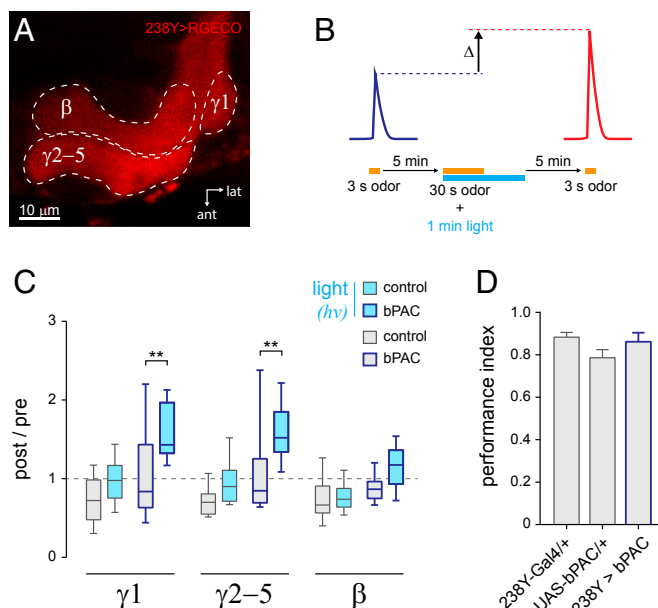 A
238Y>RGECO
β
γ1
γ2–5
lat
ant
10 μm
B
Δ
5 min
5 min
3 s odor
30 s odor
3 s odor
+
1 min light
C
light
(hν)
control
bPAC
control
bPAC
post / pre
3
2
1
0
**
**
γ1
γ2–5
β
D
performance index
1.0
0.8
0.6
0.4
0.2
0
238Y-Gal4/+
UAS-bPAC/+
238Y > bPAC